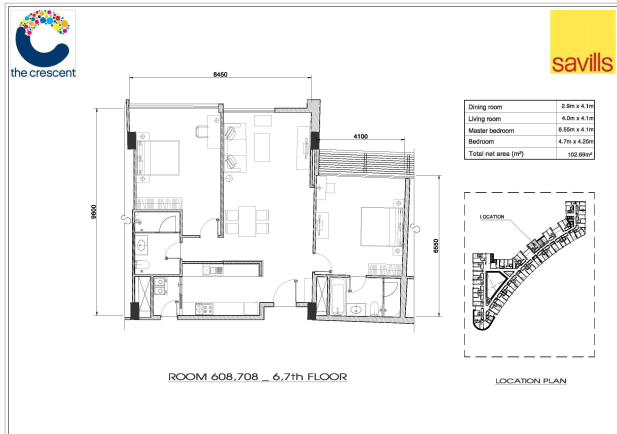 the crescent
savills
8450
4100
9600
6550
Dining room 2.9m x 4.1m
Living room 4.0m x 4.1m
Master bedroom 6.55m x 4.1m
Bedroom 4.7m x 4.25m
Total net area (m²) 102.69m²
LOCATION
ROOM 608,708 _ 6,7th FLOOR
LOCATION PLAN